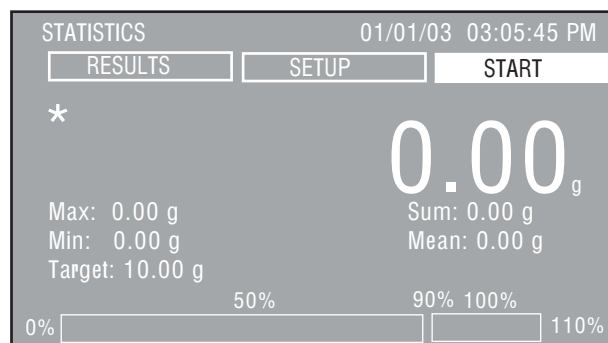 STATISTICS 01/01/03 03:05:45 PM
RESULTS SETUP START
*
0.00 g
Max: 0.00 g Sum: 0.00 g
Min: 0.00 g Mean: 0.00 g
Target: 10.00 g
50% 90% 100%
0% 110%